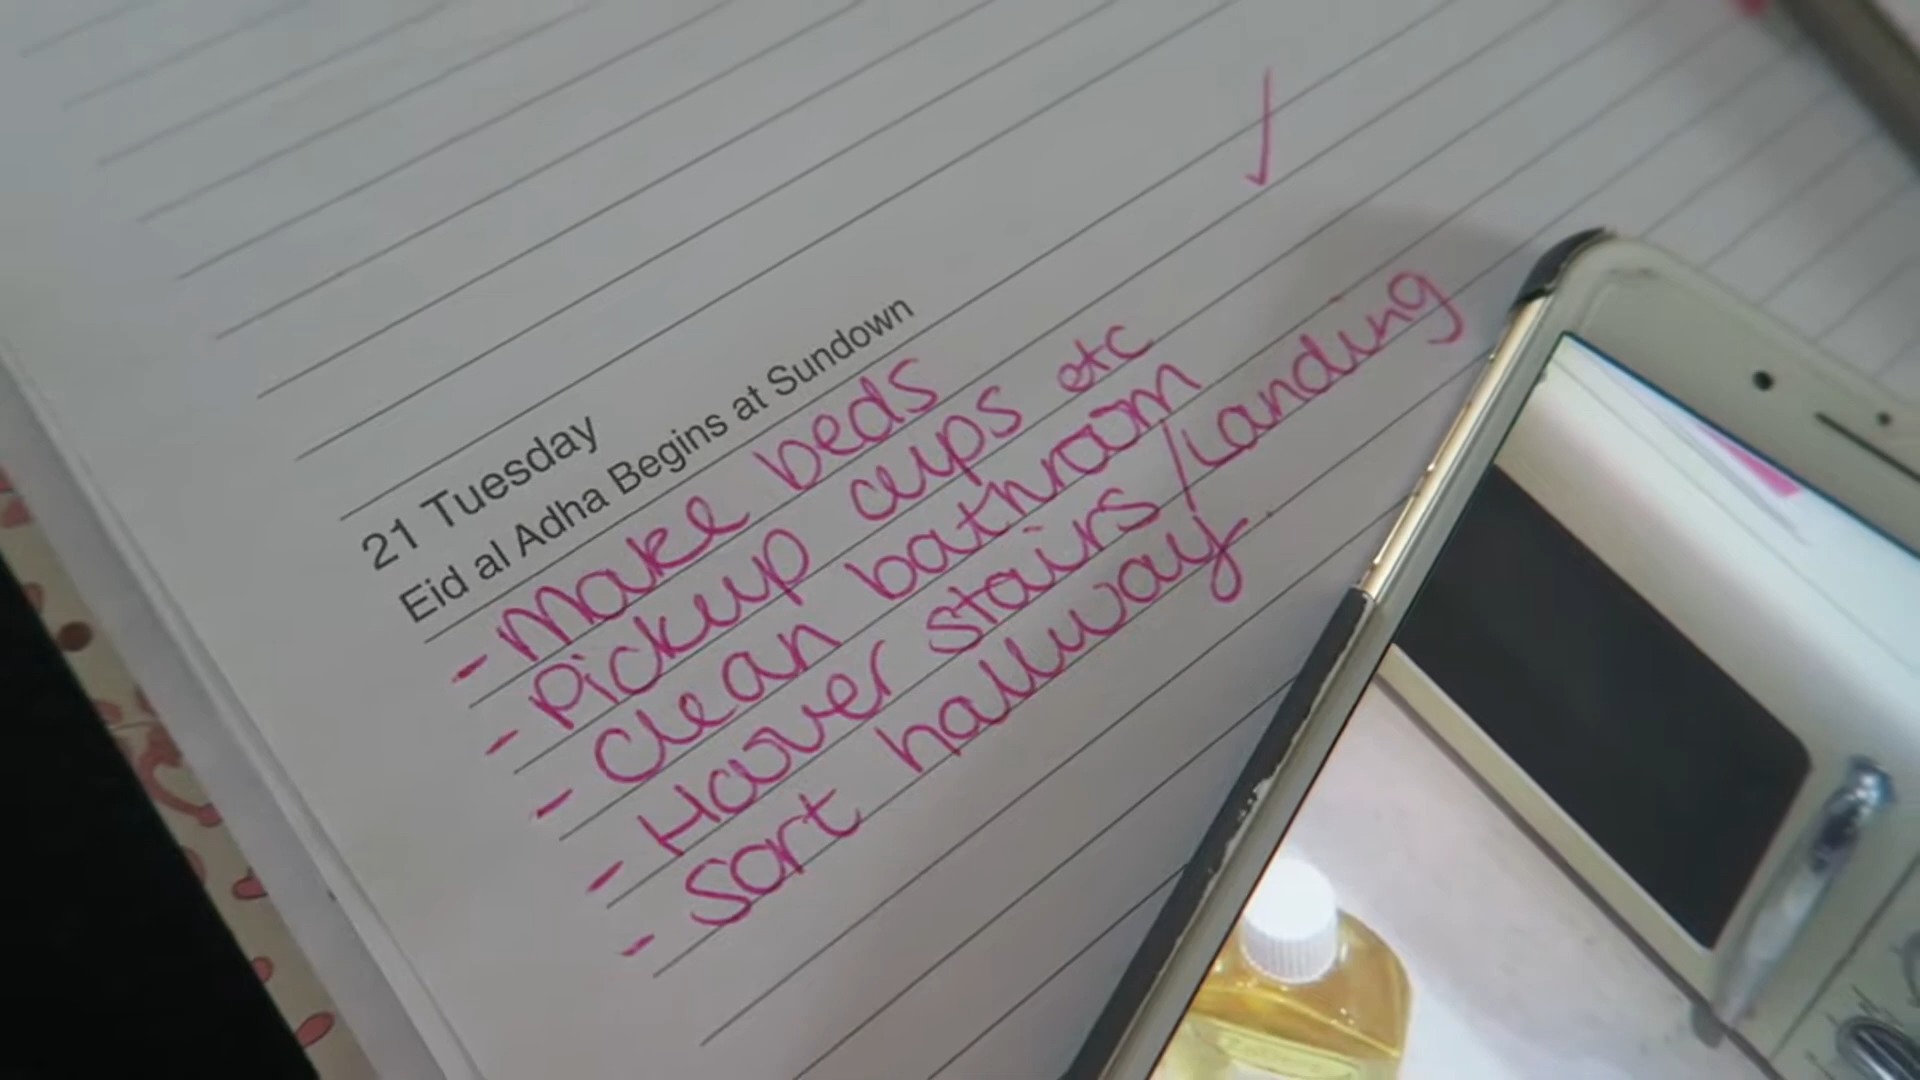 21 Tuesday
Eid al Adha Begins at Sundown
- Make beds
- Pickup cups etc
- Clean bathroom
- Hoover stairs/Landing
- Sort hallway